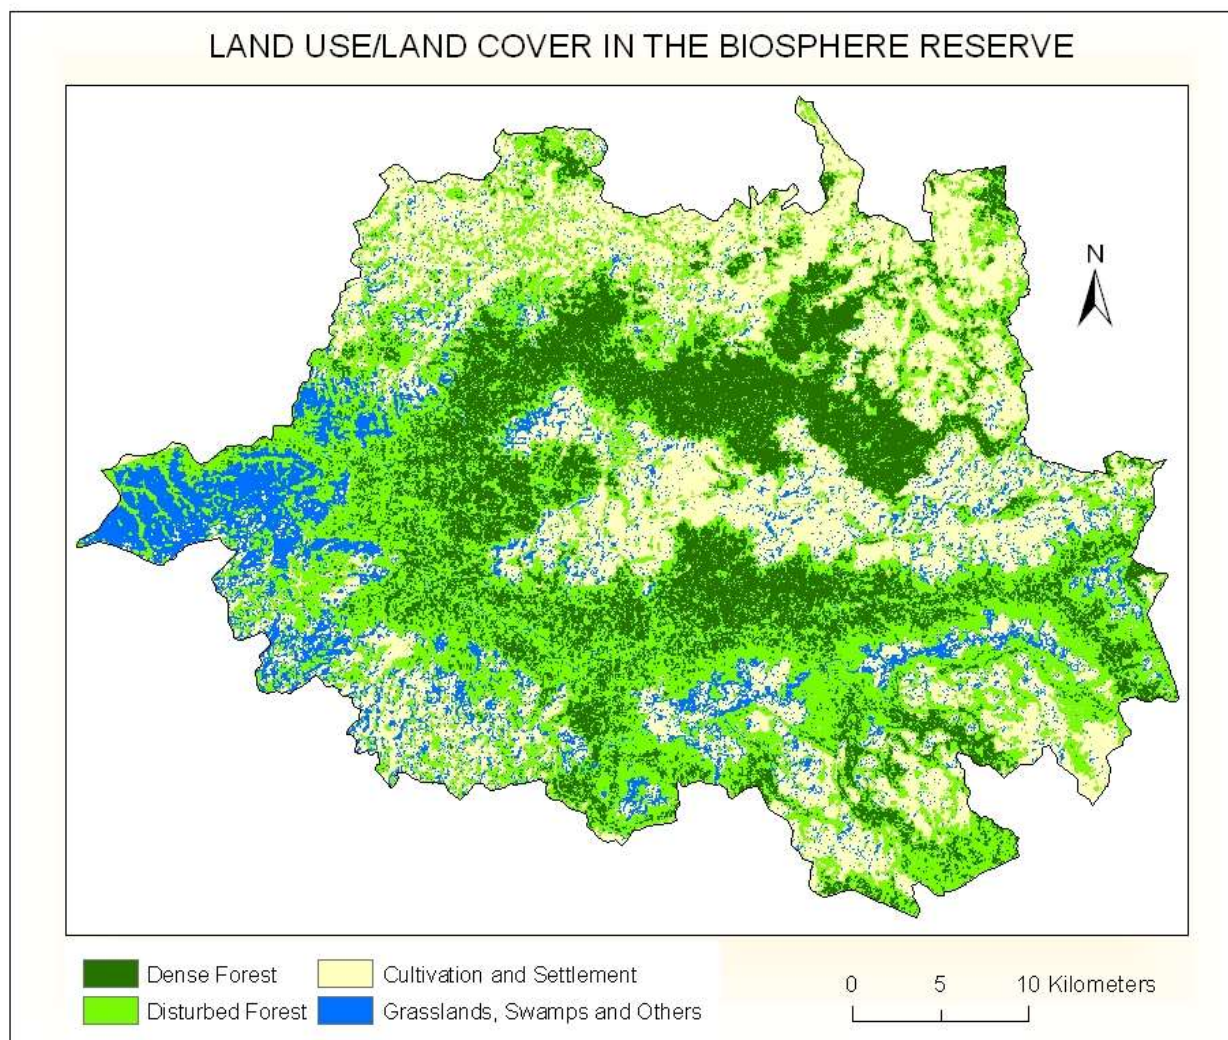 LAND USE/LAND COVER IN THE BIOSPHERE RESERVE
N
Dense Forest
Cultivation and Settlement
Disturbed Forest
Grasslands, Swamps and Others
0 5 10 Kilometers